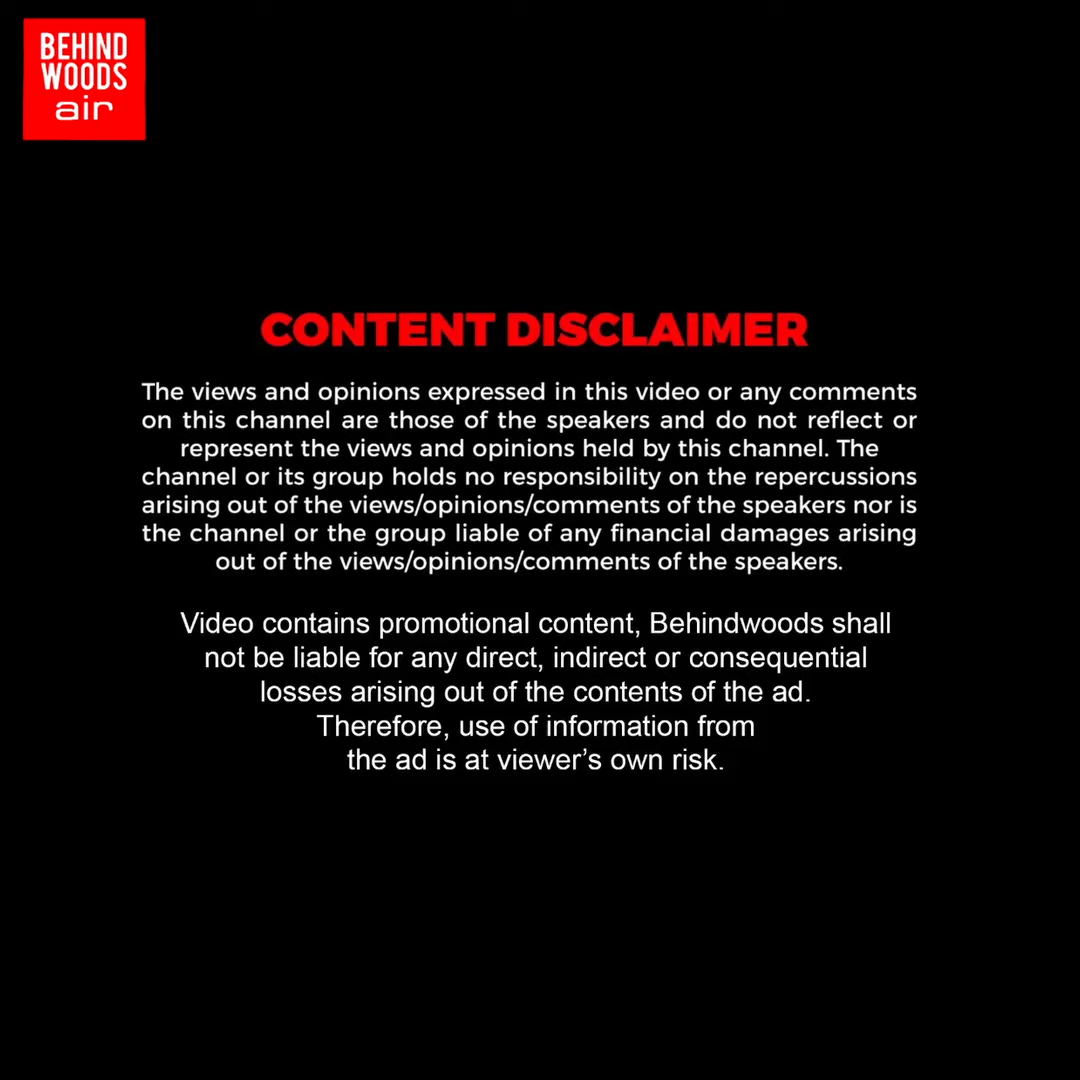 BEHIND
WOODS
air
CONTENT DISCLAIMER
The views and opinions expressed in this video or any comments
on this channel are those of the speakers and do not reflect or
represent the views and opinions held by this channel. The
channel or its group holds no responsibility on the repercussions
arising out of the views/opinions/comments of the speakers nor is
the channel or the group liable of any financial damages arising
out of the views/opinions/comments of the speakers.
Video contains promotional content, Behindwoods shall
not be liable for any direct, indirect or consequential
losses arising out of the contents of the ad.
Therefore, use of information from
the ad is at viewer’s own risk.